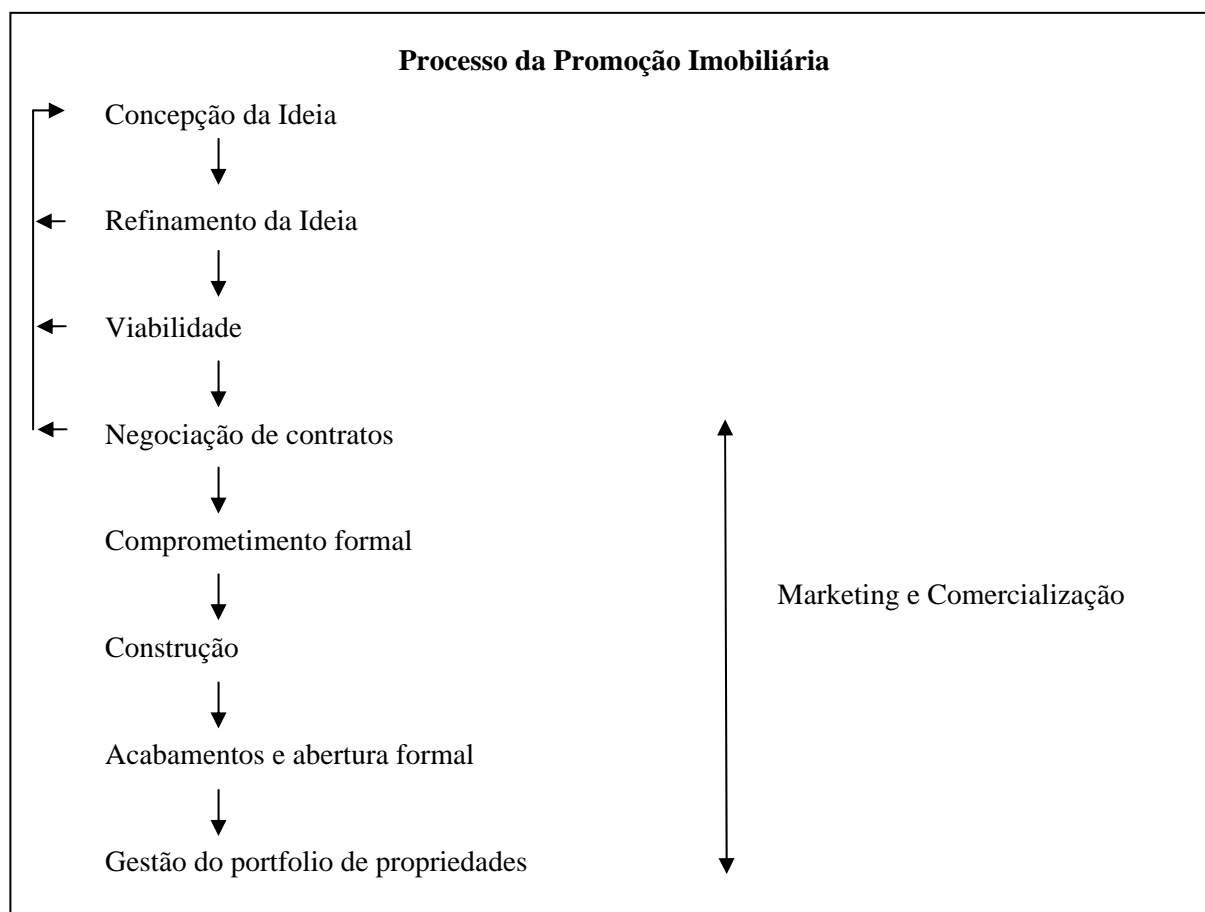 Processo da Promoção Imobiliária
Concepção da Ideia
Refinamento da Ideia
Viabilidade
Negociação de contratos
Comprometimento formal
Marketing e Comercialização
Construção
Acabamentos e abertura formal
Gestão do portfolio de propriedades